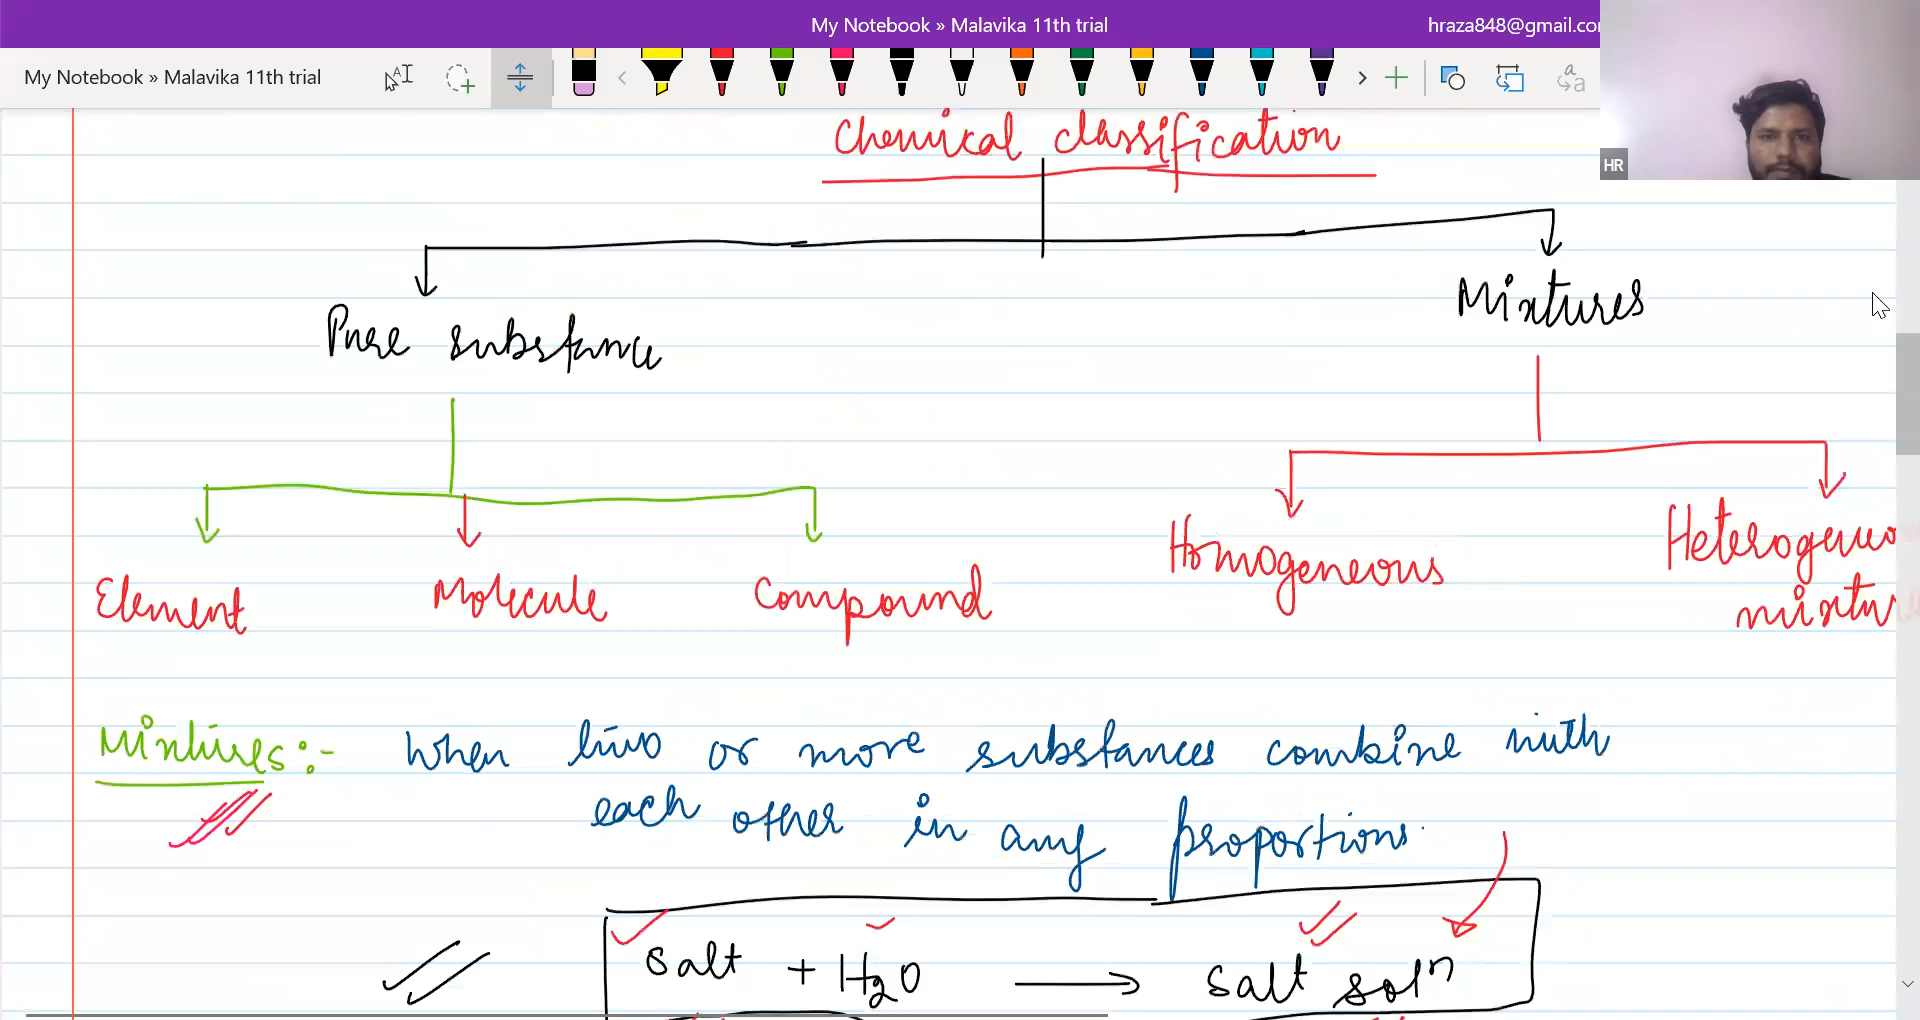 My Notebook » Malavika 11th trial
hraza848@gmail.co
My Notebook » Malavika 11th trial
HR
Chemical classification
Pure substance
Mixtures
Element
Molecule
Compound
Homogeneous
Heterogeneo
mixtur
Mixtures:-
When two or more substances combine with
each other in any proportions.
Salt + H2O → Salt solⁿ